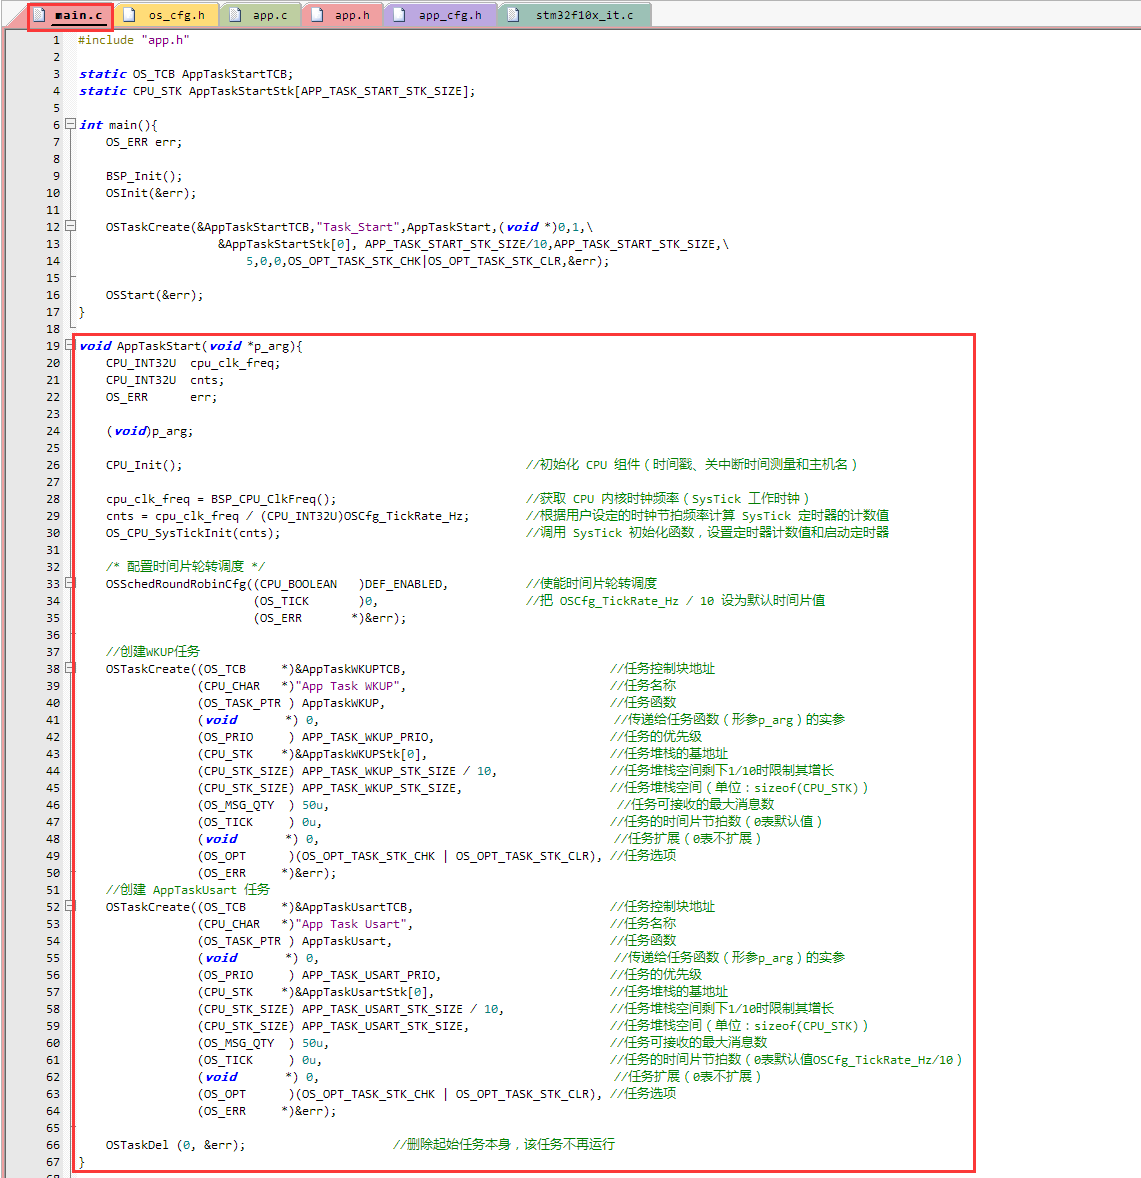 main.c os_cfg.h app.c app.h app_cfg.h stm32f10x_it.c
1 #include "app.h"
2
3 static OS_TCB AppTaskStartTCB;
4 static CPU_STK AppTaskStartStk[APP_TASK_START_STK_SIZE];
5
6 int main(){
7 OS_ERR err;
8
9 BSP_Init();
10 OSInit(&err);
11
12 OSTaskCreate(&AppTaskStartTCB,"Task_Start",AppTaskStart,(void *)0,1,\
13 &AppTaskStartStk[0], APP_TASK_START_STK_SIZE/10,APP_TASK_START_STK_SIZE,\
14 5,0,0,OS_OPT_TASK_STK_CHK|OS_OPT_TASK_STK_CLR,&err);
15
16 OSStart(&err);
17 }
18
19 void AppTaskStart(void *p_arg){
20 CPU_INT32U cpu_clk_freq;
21 CPU_INT32U cnts;
22 OS_ERR err;
23
24 (void)p_arg;
25
26 CPU_Init(); //初始化 CPU 组件（时间戳、关中断时间测量和主机名）
27
28 cpu_clk_freq = BSP_CPU_ClkFreq(); //获取 CPU 内核时钟频率（SysTick 工作时钟）
29 cnts = cpu_clk_freq / (CPU_INT32U)OSCfg_TickRate_Hz; //根据用户设定的时钟节拍频率计算 SysTick 定时器的计数值
30 OS_CPU_SysTickInit(cnts); //调用 SysTick 初始化函数，设置定时器计数值和启动定时器
31
32 /* 配置时间片轮转调度 */
33 OSSchedRoundRobinCfg((CPU_BOOLEAN )DEF_ENABLED, //使能时间片轮转调度
34 (OS_TICK )0, //把 OSCfg_TickRate_Hz / 10 设为默认时间片值
35 (OS_ERR *)&err);
36
37 //创建WKUP任务
38 OSTaskCreate((OS_TCB *)&AppTaskWKUPTCB, //任务控制块地址
39 (CPU_CHAR *)"App Task WKUP", //任务名称
40 (OS_TASK_PTR ) AppTaskWKUP, //任务函数
41 (void *) 0, //传递给任务函数（形参p_arg）的实参
42 (OS_PRIO ) APP_TASK_WKUP_PRIO, //任务的优先级
43 (CPU_STK *)&AppTaskWKUPStk[0], //任务堆栈的基地址
44 (CPU_STK_SIZE) APP_TASK_WKUP_STK_SIZE / 10, //任务堆栈空间剩下1/10时限制其增长
45 (CPU_STK_SIZE) APP_TASK_WKUP_STK_SIZE, //任务堆栈空间（单位：sizeof(CPU_STK)）
46 (OS_MSG_QTY ) 50u, //任务可接收的最大消息数
47 (OS_TICK ) 0u, //任务的时间片节拍数（0表默认值）
48 (void *) 0, //任务扩展（0表不扩展）
49 (OS_OPT )(OS_OPT_TASK_STK_CHK | OS_OPT_TASK_STK_CLR), //任务选项
50 (OS_ERR *)&err);
51 //创建 AppTaskUsart 任务
52 OSTaskCreate((OS_TCB *)&AppTaskUsartTCB, //任务控制块地址
53 (CPU_CHAR *)"App Task Usart", //任务名称
54 (OS_TASK_PTR ) AppTaskUsart, //任务函数
55 (void *) 0, //传递给任务函数（形参p_arg）的实参
56 (OS_PRIO ) APP_TASK_USART_PRIO, //任务的优先级
57 (CPU_STK *)&AppTaskUsartStk[0], //任务堆栈的基地址
58 (CPU_STK_SIZE) APP_TASK_USART_STK_SIZE / 10, //任务堆栈空间剩下1/10时限制其增长
59 (CPU_STK_SIZE) APP_TASK_USART_STK_SIZE, //任务堆栈空间（单位：sizeof(CPU_STK)）
60 (OS_MSG_QTY ) 50u, //任务可接收的最大消息数
61 (OS_TICK ) 0u, //任务的时间片节拍数（0表默认值OSCfg_TickRate_Hz/10）
62 (void *) 0, //任务扩展（0表不扩展）
63 (OS_OPT )(OS_OPT_TASK_STK_CHK | OS_OPT_TASK_STK_CLR), //任务选项
64 (OS_ERR *)&err);
65
66 OSTaskDel (0, &err); //删除起始任务本身，该任务不再运行
67 }
68